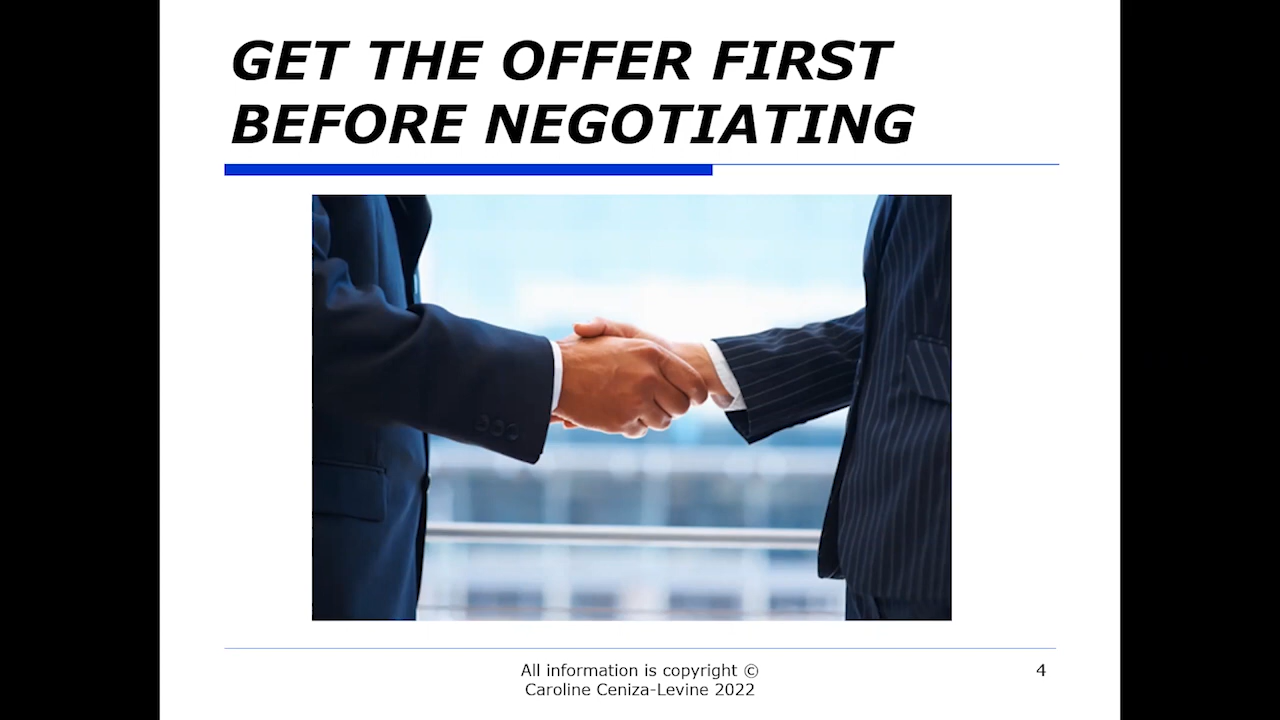 GET THE OFFER FIRST
BEFORE NEGOTIATING
All information is copyright ©
Caroline Ceniza-Levine 2022
4